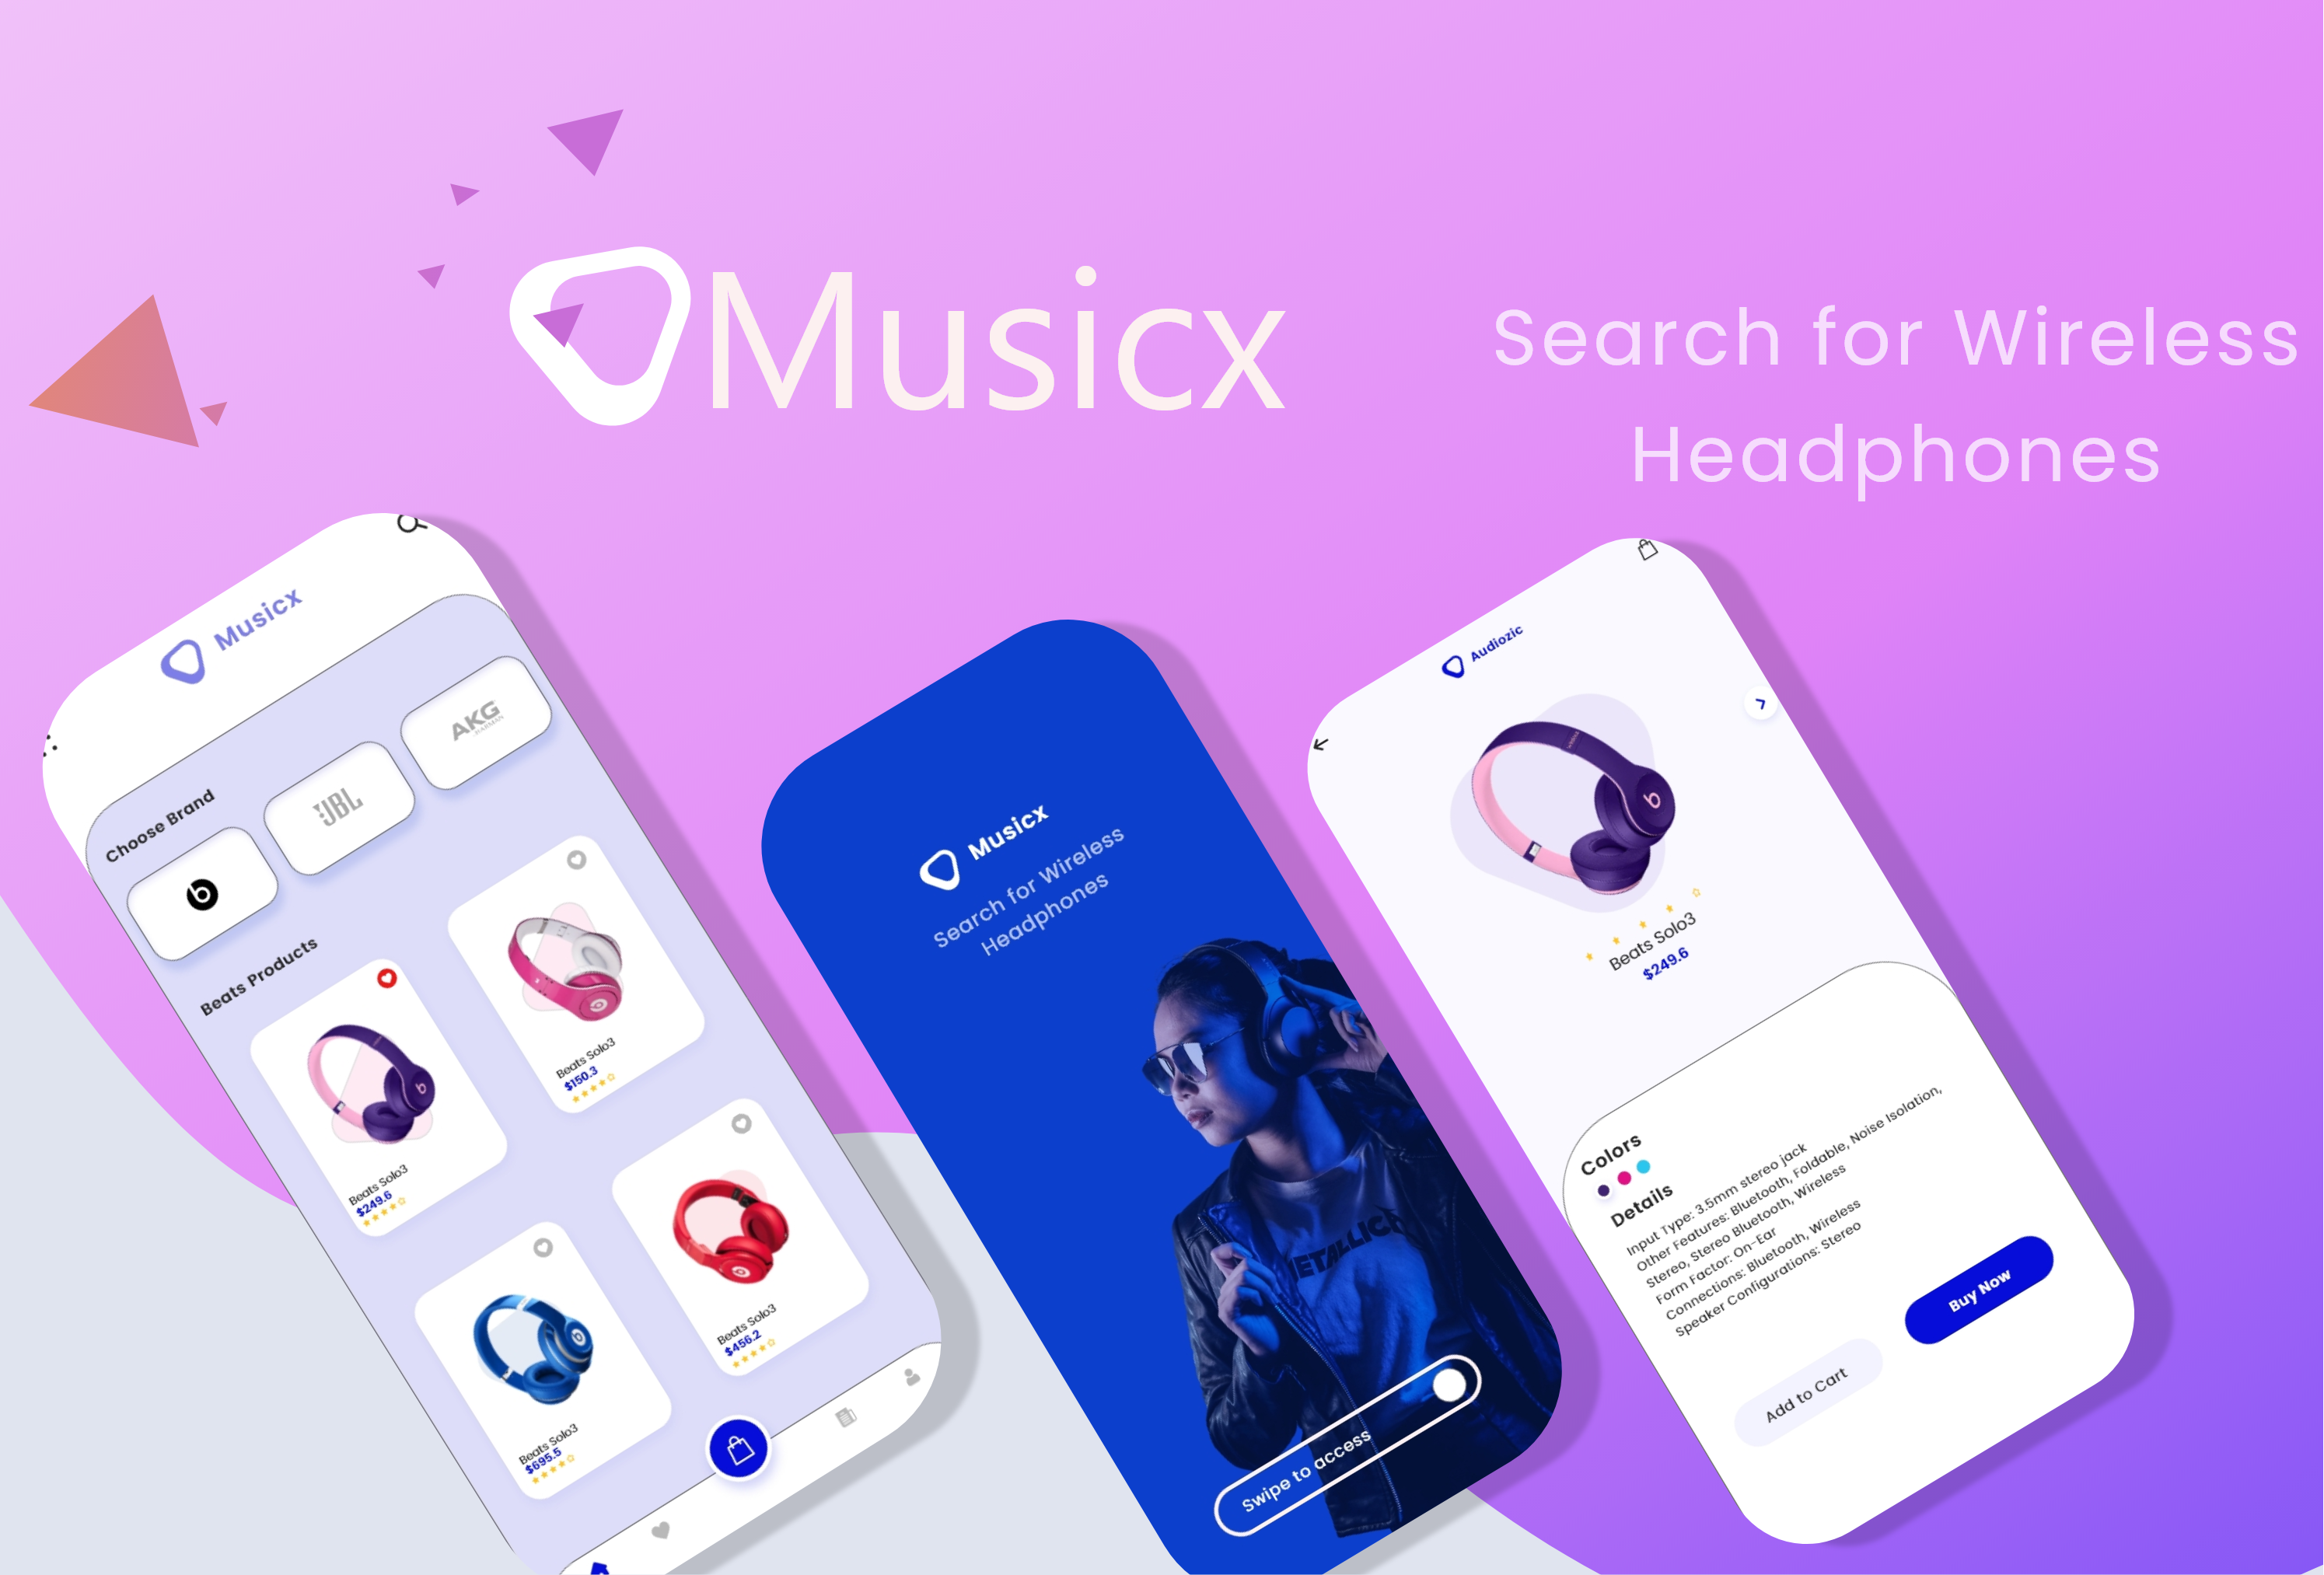 Musicx
Search for Wireless
Headphones
Musicx
Choose Brand
JBL
AKG
HARMAN
Beats Products
Beats Solo3
$249.6
Beats Solo3
$150.3
Beats Solo3
$695.5
Beats Solo3
$456.2
Musicx
Search for Wireless
Headphones
METALLICA
Swipe to access
Audiozic
Beats Solo3
$249.6
Colors
Details
Input Type: 3.5mm stereo jack
Other Features: Bluetooth, Foldable, Noise Isolation,
Stereo, Stereo Bluetooth, Wireless
Form Factor: On-Ear
Connections: Bluetooth, Wireless
Speaker Configurations: Stereo
Add to Cart
Buy Now